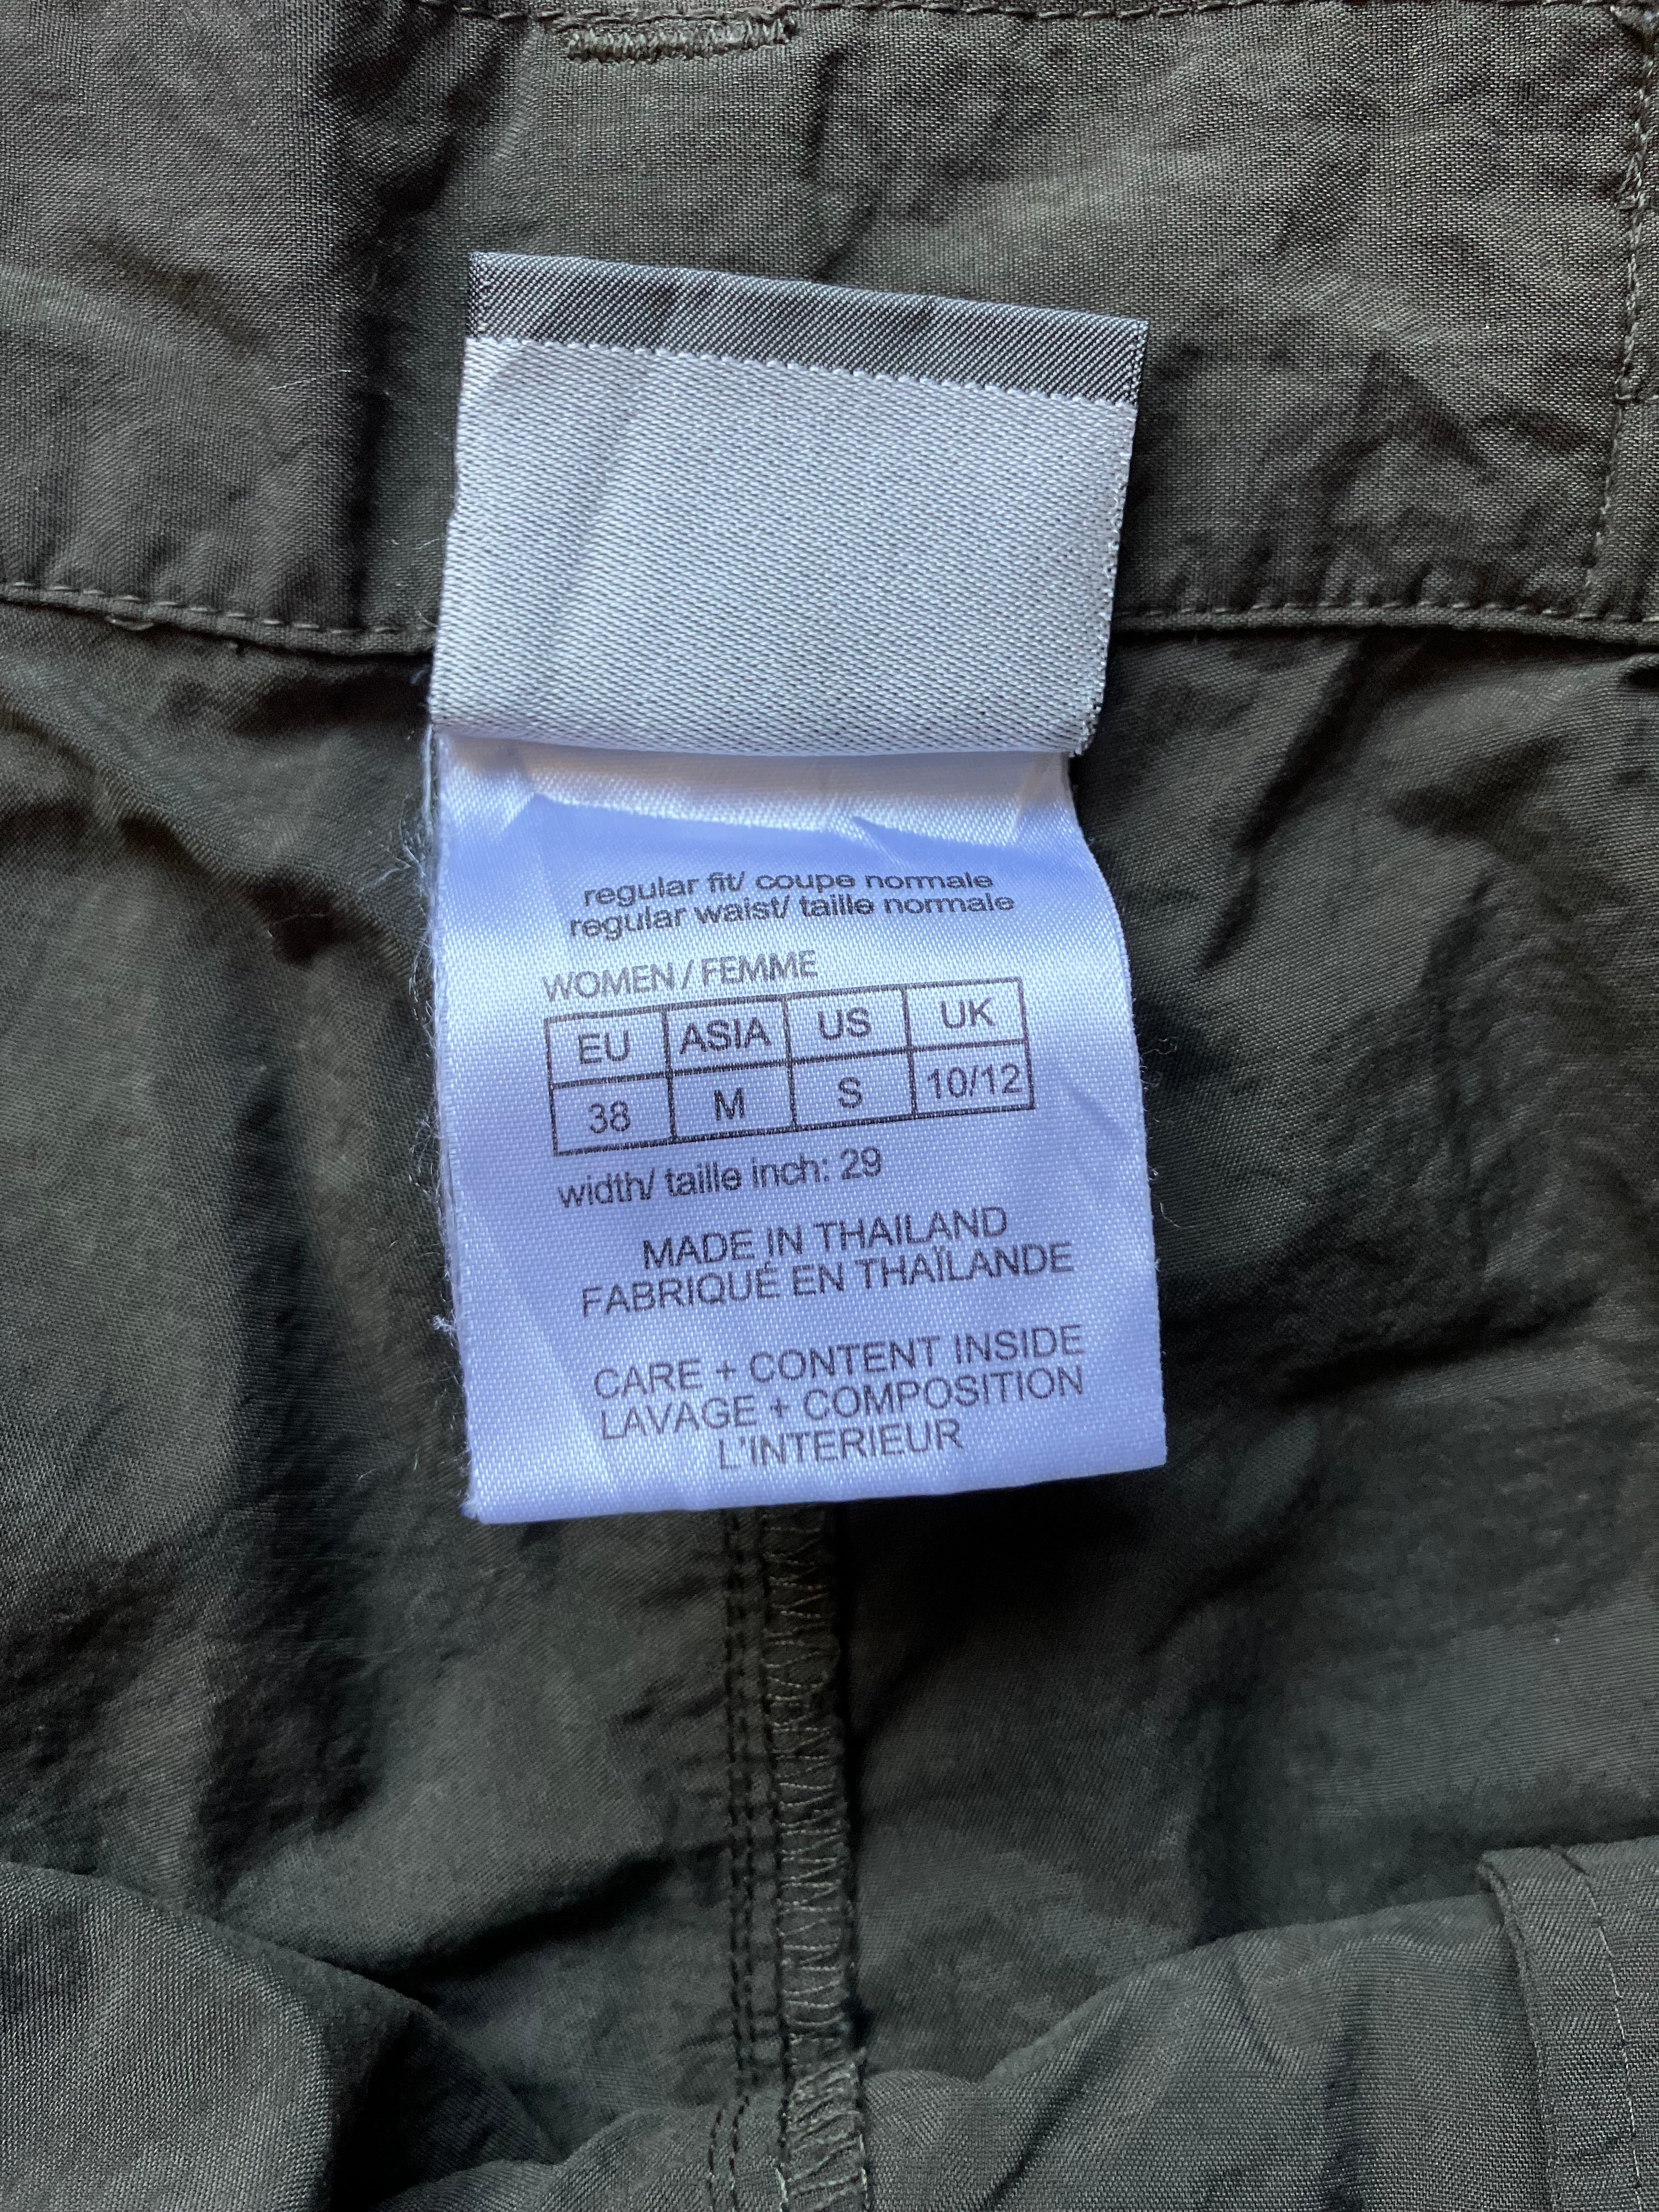 regular fit/ coupe normale
regular waist/ taille normale
WOMEN / FEMME
EU ASIA US UK
38 M S 10/12
width/ taille inch: 29
MADE IN THAILAND
FABRIQUÉ EN THAÏLANDE
CARE + CONTENT INSIDE
LAVAGE + COMPOSITION
L'INTERIEUR